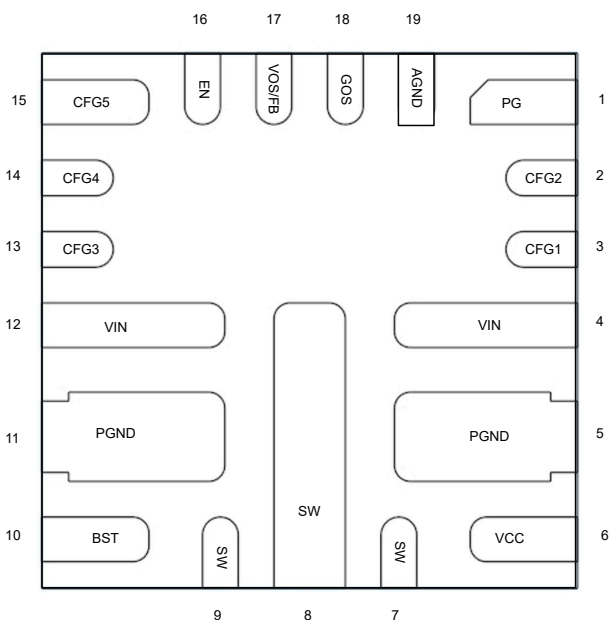 16 17 18 19
EN VOS/FB GOS AGND
15 CFG5 PG 1
14 CFG4 CFG2 2
13 CFG3 CFG1 3
12 VIN VIN 4
11 PGND PGND 5
SW
10 BST VCC 6
SW SW
9 8 7